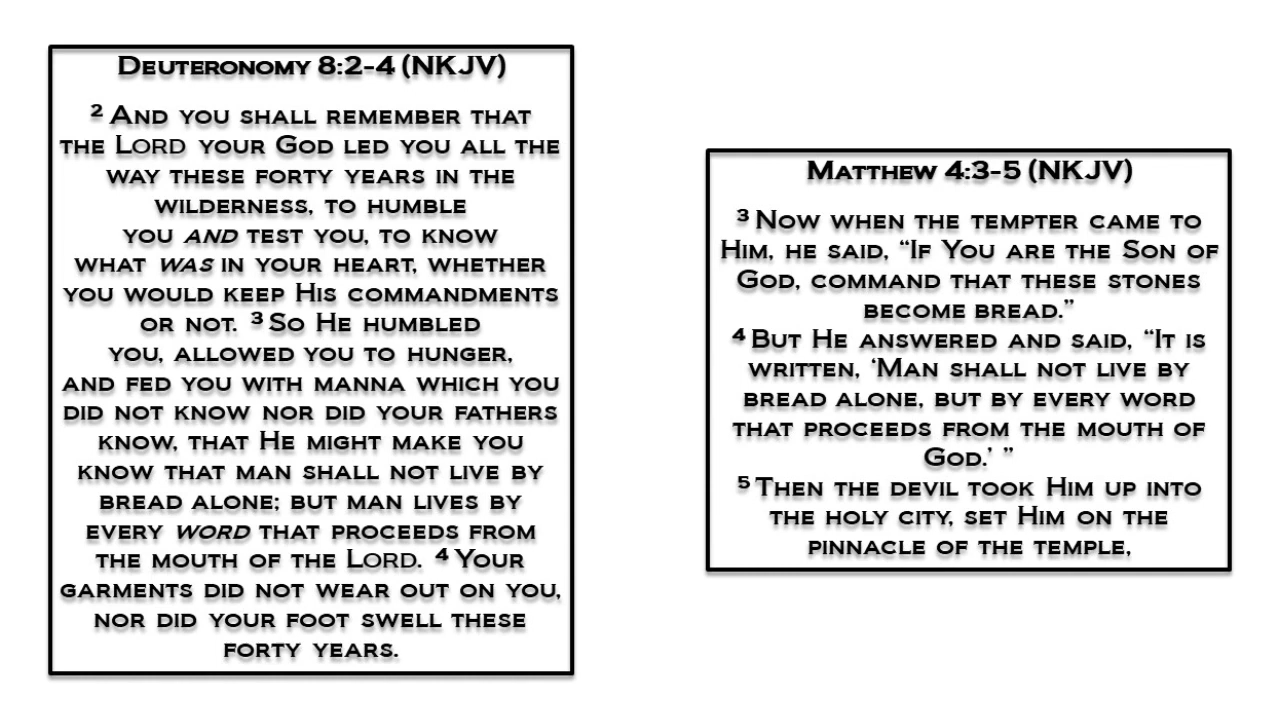 Deuteronomy 8:2-4 (NKJV)
2 And you shall remember that
the Lord your God led you all the
way these forty years in the
wilderness, to humble
you and test you, to know
what was in your heart, whether
you would keep His commandments
or not. 3 So He humbled
you, allowed you to hunger,
and fed you with manna which you
did not know nor did your fathers
know, that He might make you
know that man shall not live by
bread alone; but man lives by
every word that proceeds from
the mouth of the Lord. 4 Your
garments did not wear out on you,
nor did your foot swell these
forty years.
Matthew 4:3-5 (NKJV)
3 Now when the tempter came to
Him, he said, “If You are the Son of
God, command that these stones
become bread.”
4 But He answered and said, “It is
written, ‘Man shall not live by
bread alone, but by every word
that proceeds from the mouth of
God.’ ”
5 Then the devil took Him up into
the holy city, set Him on the
pinnacle of the temple,